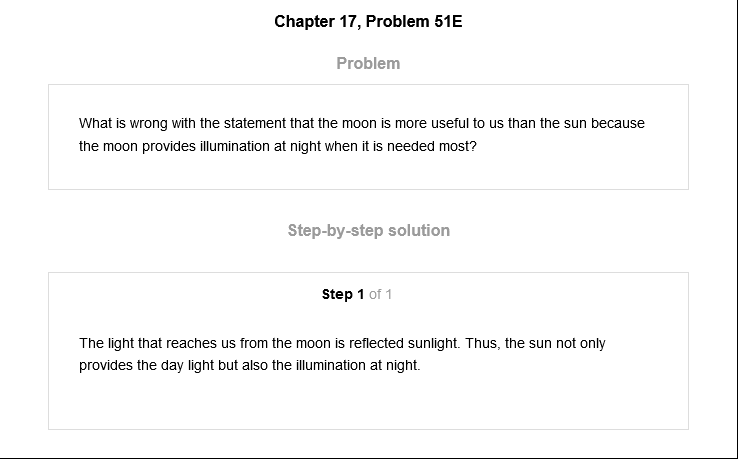 Chapter 17, Problem 51E
Problem
What is wrong with the statement that the moon is more useful to us than the sun because
the moon provides illumination at night when it is needed most?
Step-by-step solution
Step 1 of 1
The light that reaches us from the moon is reflected sunlight. Thus, the sun not only
provides the day light but also the illumination at night.